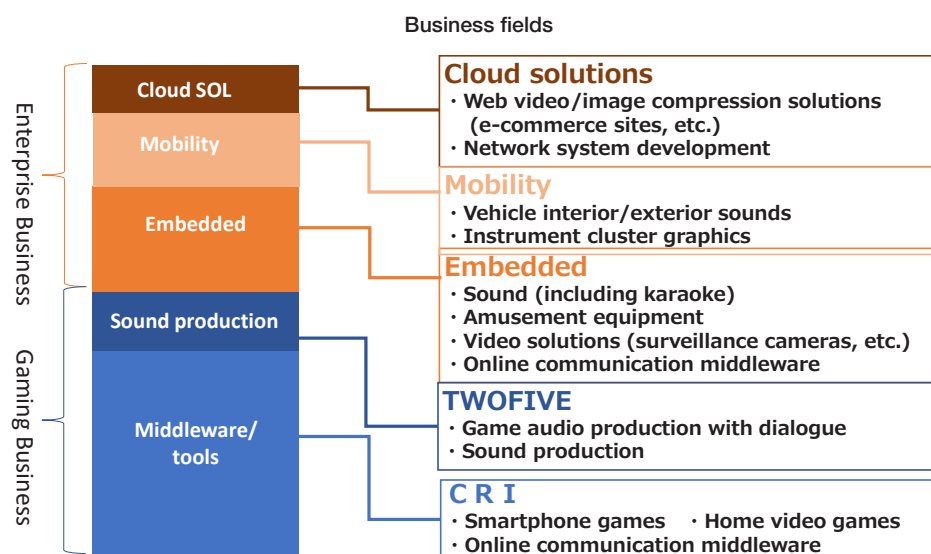 Business fields
Enterprise Business
Gaming Business
Cloud SOL
Mobility
Embedded
Sound production
Middleware/
tools
Cloud solutions
・Web video/image compression solutions
(e-commerce sites, etc.)
・Network system development
Mobility
・Vehicle interior/exterior sounds
・Instrument cluster graphics
Embedded
・Sound (including karaoke)
・Amusement equipment
・Video solutions (surveillance cameras, etc.)
・Online communication middleware
TWOFIVE
・Game audio production with dialogue
・Sound production
C R I
・Smartphone games ・Home video games
・Online communication middleware